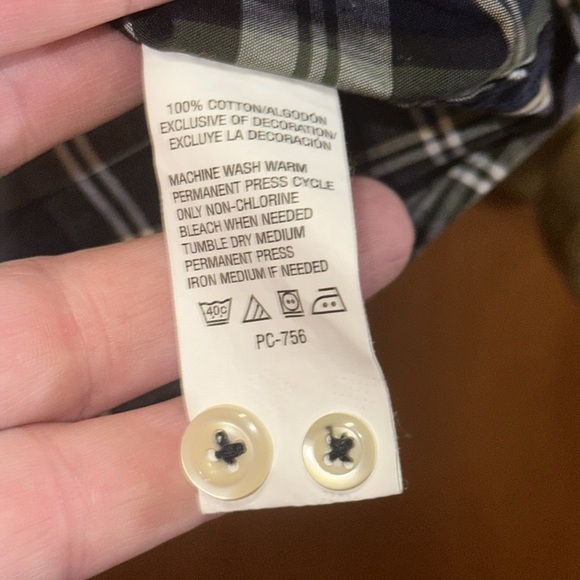 100% COTTON/ALGODÓN
EXCLUSIVE OF DECORATION/
EXCLUYE LA DECORACIÓN
MACHINE WASH WARM
PERMANENT PRESS CYCLE
ONLY NON-CHLORINE
BLEACH WHEN NEEDED
TUMBLE DRY MEDIUM
PERMANENT PRESS
IRON MEDIUM IF NEEDED
40C
PC-756